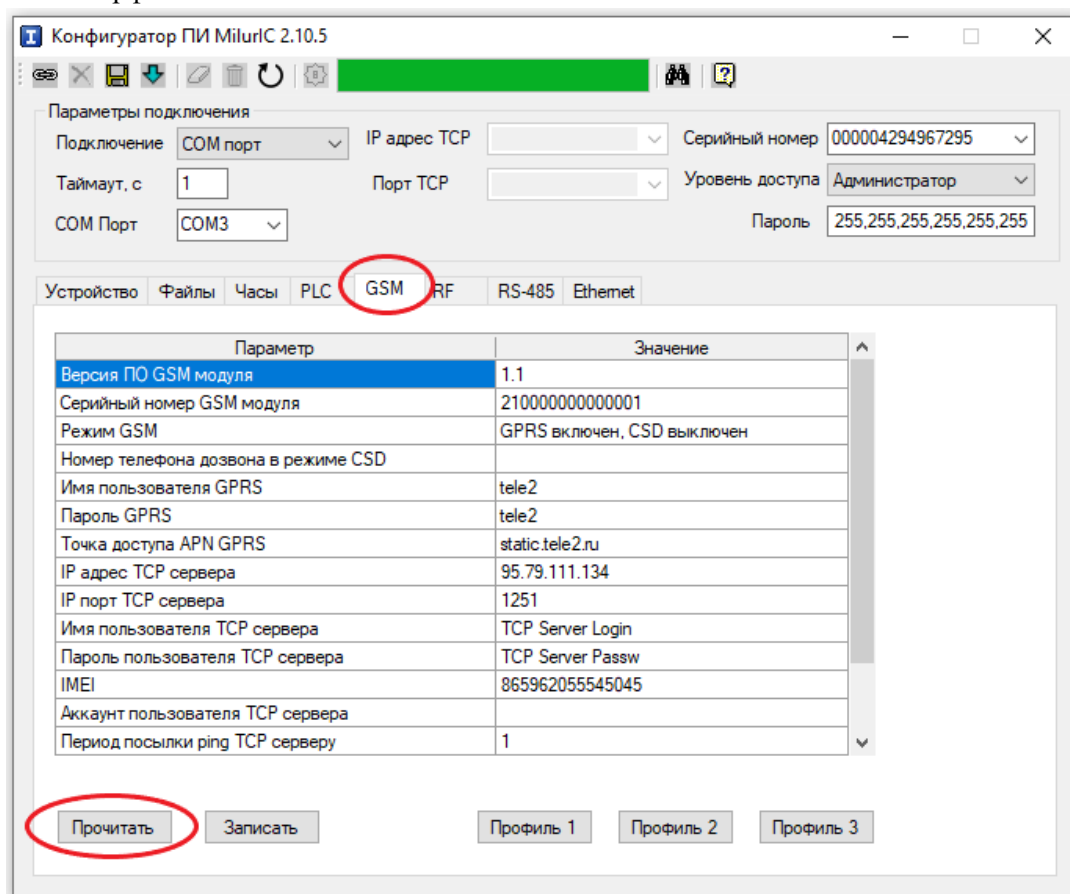 Конфигуратор ПИ MilurIC 2.10.5
Параметры подключения
Подключение COM порт IP адрес TCP Серийный номер 000004294967295
Таймаут, с 1 Порт TCP Уровень доступа Администратор
COM Порт COM3 Пароль 255,255,255,255,255,255
Устройство Файлы Часы PLC GSM RF RS-485 Ethernet
Параметр Значение
Версия ПО GSM модуля 1.1
Серийный номер GSM модуля 210000000000001
Режим GSM GPRS включен, CSD выключен
Номер телефона дозвона в режиме CSD
Имя пользователя GPRS tele2
Пароль GPRS tele2
Точка доступа APN GPRS static.tele2.ru
IP адрес TCP сервера 95.79.111.134
IP порт TCP сервера 1251
Имя пользователя TCP сервера TCP Server Login
Пароль пользователя TCP сервера TCP Server Passw
IMEI 865962055545045
Аккаунт пользователя TCP сервера
Период посылки ping TCP серверу 1
Прочитать Записать Профиль 1 Профиль 2 Профиль 3